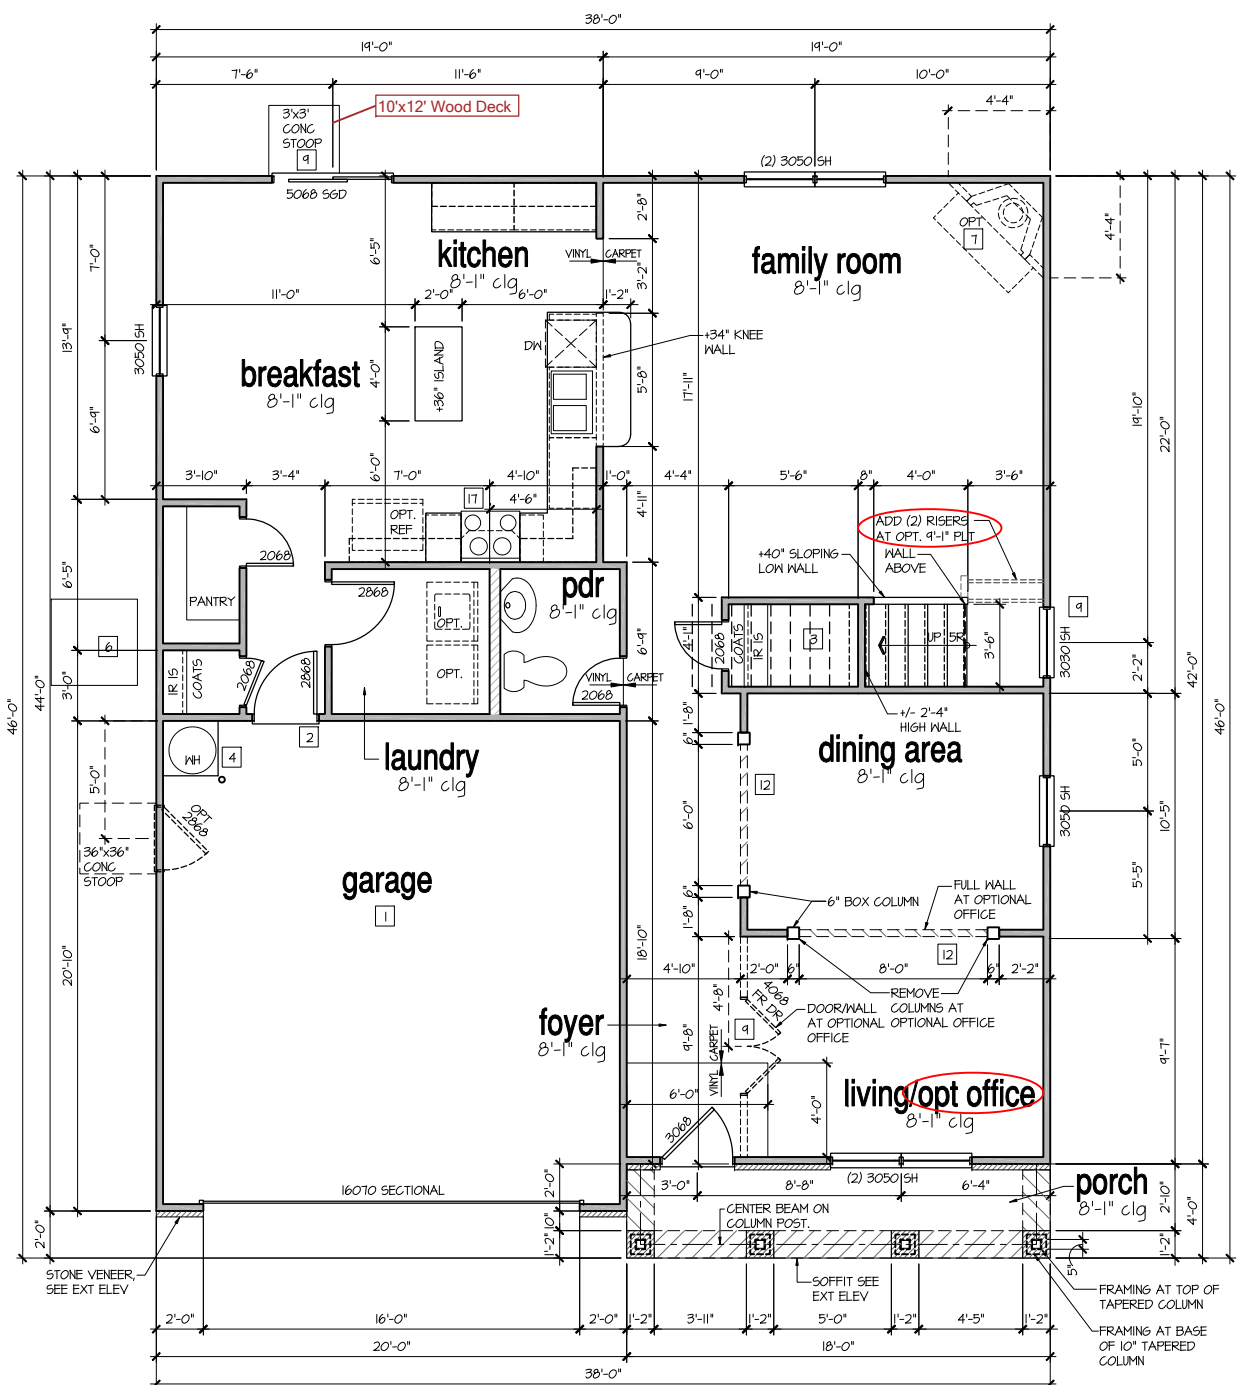 38'-0"
19'-0"
19'-0"
7'-6"
11'-6"
9'-0"
10'-0"
3'x3'
CONC
STOOP
9
10'x12' Wood Deck
4'-4"
(2) 3050 SH
5068 SGD
OPT
7
4'-4"
2'-8"
kitchen
8'-1" clg
VINYL
CARPET
3'-2"
family room
8'-1" clg
7'-0"
6'-5"
11'-0"
2'-0"
6'-0"
1'-2"
13'-9"
3050 SH
DW
+34" KNEE
WALL
breakfast
8'-1" clg
4'-0"
+36" ISLAND
5'-8"
17'-11"
6'-9"
19'-10"
22'-0"
3'-10"
3'-4"
6'-0"
7'-0"
4'-10"
1'-0"
4'-4"
5'-6"
8"
4'-0"
3'-6"
17
4'-6"
4'-11"
OPT.
REF
ADD (2) RISERS
AT OPT. 9'-1" PLT
+40" SLOPING
LOW WALL
WALL
ABOVE
2068
6'-5"
PANTRY
2868
pdr
8'-1" clg
OPT.
OPT.
6
4'-1"
2068
COATS
1R 1S
3
UP 5R
3'-6"
9
3030 SH
2'-2"
6'-9"
VINYL
CARPET
2068
3'-0"
1R 1S
COATS
2068
2868
46'-0"
44'-0"
42'-0"
46'-0"
+/- 2'-4"
HIGH WALL
1'-8"
6"
2
WH
4
laundry
8'-1" clg
dining area
8'-1" clg
5'-0"
5'-0"
12
6'-0"
3050 SH
10'-5"
OPT
2868
36"x36"
CONC
STOOP
garage
1
6"
1'-8"
6" BOX COLUMN
FULL WALL
AT OPTIONAL
OFFICE
5'-5"
20'-10"
18'-10"
12
4'-10"
2'-0"
6"
8'-0"
6"
2'-2"
4'-8"
4068
FR DR
REMOVE
COLUMNS AT
OPTIONAL OFFICE
DOOR/WALL
AT OPTIONAL
OFFICE
foyer
8'-1" clg
9'-8"
VINYL
CARPET
9
9'-7"
6'-0"
4'-0"
living/opt office
8'-1" clg
3068
16070 SECTIONAL
2'-0"
3'-0"
8'-8"
(2) 3050 SH
6'-4"
porch
8'-1" clg
2'-10"
4'-0"
CENTER BEAM ON
COLUMN POST.
10"
1'-2"
2'-0"
1'-2"
5"
STONE VENEER,
SEE EXT ELEV
SOFFIT SEE
EXT ELEV
FRAMING AT TOP OF
TAPERED COLUMN
2'-0"
16'-0"
2'-0"
1'-2"
3'-11"
1'-2"
5'-0"
1'-2"
4'-5"
1'-2"
FRAMING AT BASE
OF 10" TAPERED
COLUMN
20'-0"
18'-0"
38'-0"